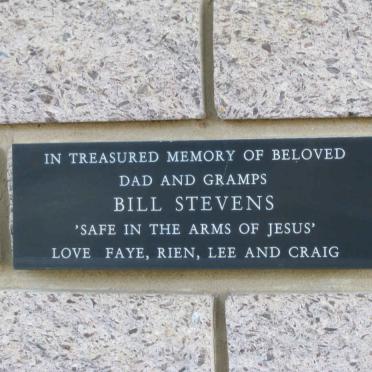 IN TREASURED MEMORY OF BELOVED
DAD AND GRAMPS
BILL STEVENS
'SAFE IN THE ARMS OF JESUS'
LOVE FAYE, RIEN, LEE AND CRAIG